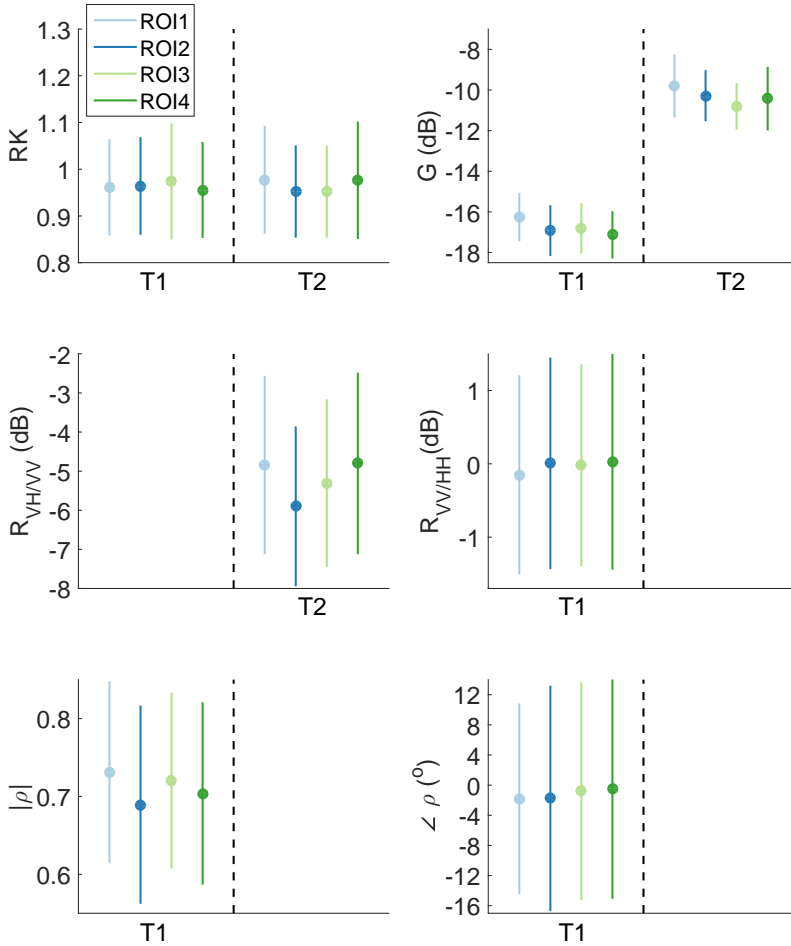 ROI1
ROI2
ROI3
ROI4
RK
1.3
1.2
1.1
1
0.9
0.8
T1
T2
G (dB)
-8
-10
-12
-14
-16
-18
T1
T2
R_VH/VV (dB)
-2
-3
-4
-5
-6
-7
-8
T2
R_VV/HH(dB)
1
0
-1
T1
|ρ|
0.8
0.7
0.6
T1
∠ ρ (°)
12
8
4
0
-4
-8
-12
-16
T1